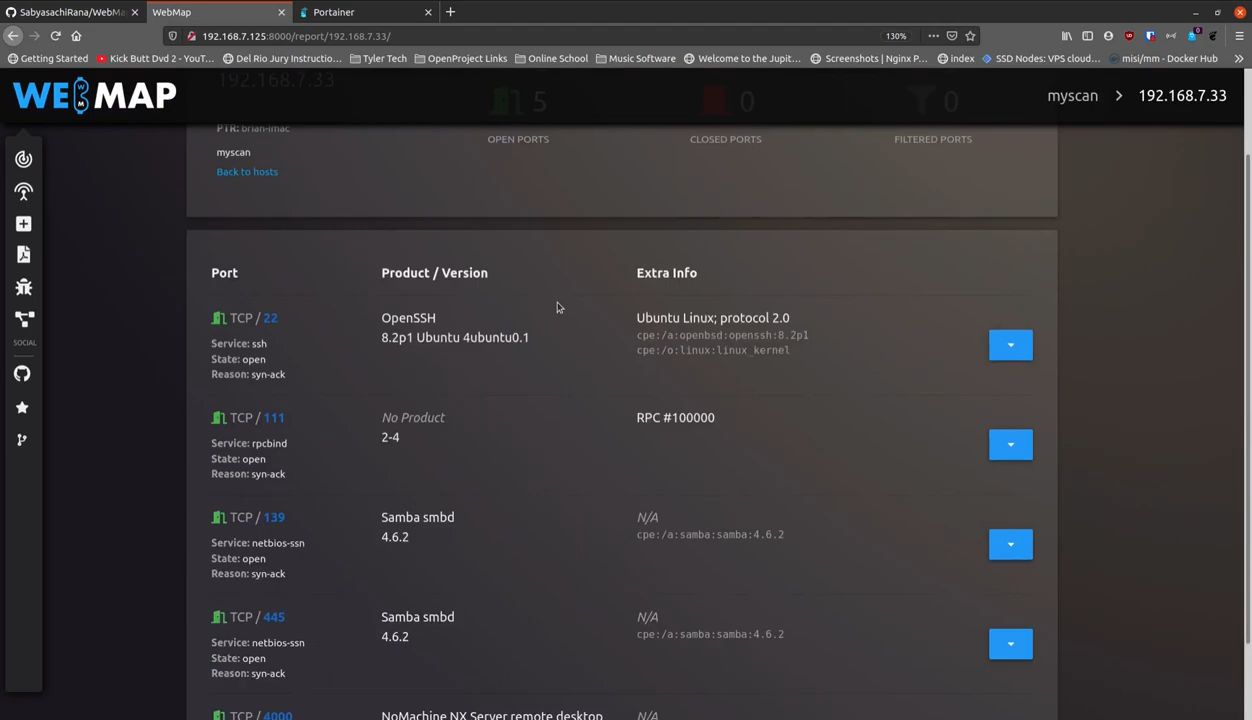 SabyasachiRana/WebMa
WebMap
Portainer
192.168.7.125:8000/report/192.168.7.33/
130%
Getting Started
Kick Butt Dvd 2 - YouT…
Del Rio Jury Instructio…
Tyler Tech
OpenProject Links
Online School
Music Software
Welcome to the Jupit…
Screenshots | Nginx P…
index
SSD Nodes: VPS cloud…
misi/mm - Docker Hub
WEBMAP
myscan
192.168.7.33
192.168.7.33
5
0
0
PTR: brian-imac
OPEN PORTS
CLOSED PORTS
FILTERED PORTS
myscan
Back to hosts
Port
Product / Version
Extra Info
TCP / 22
OpenSSH
Ubuntu Linux; protocol 2.0
8.2p1 Ubuntu 4ubuntu0.1
cpe:/a:openbsd:openssh:8.2p1
Service: ssh
cpe:/o:linux:linux_kernel
State: open
Reason: syn-ack
SOCIAL
TCP / 111
No Product
RPC #100000
2-4
Service: rpcbind
State: open
Reason: syn-ack
TCP / 139
Samba smbd
N/A
4.6.2
cpe:/a:samba:samba:4.6.2
Service: netbios-ssn
State: open
Reason: syn-ack
TCP / 445
Samba smbd
N/A
4.6.2
cpe:/a:samba:samba:4.6.2
Service: netbios-ssn
State: open
Reason: syn-ack
TCP / 4000
NoMachine NX Server remote desktop
N/A